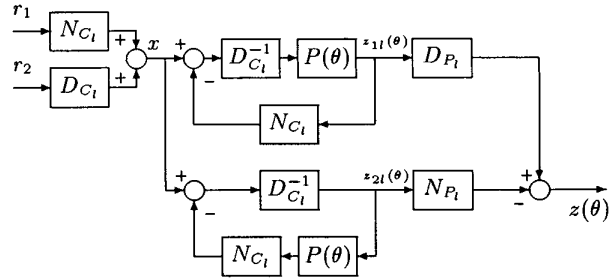 r₁ N_{C_l} + x + D_{C_l}^{-1} P(θ) z_{1l}(θ) D_{P_l}
r₂ D_{C_l} + −
N_{C_l}
+ D_{C_l}^{-1} z_{2l}(θ) N_{P_l} + −
− z(θ)
N_{C_l} P(θ)